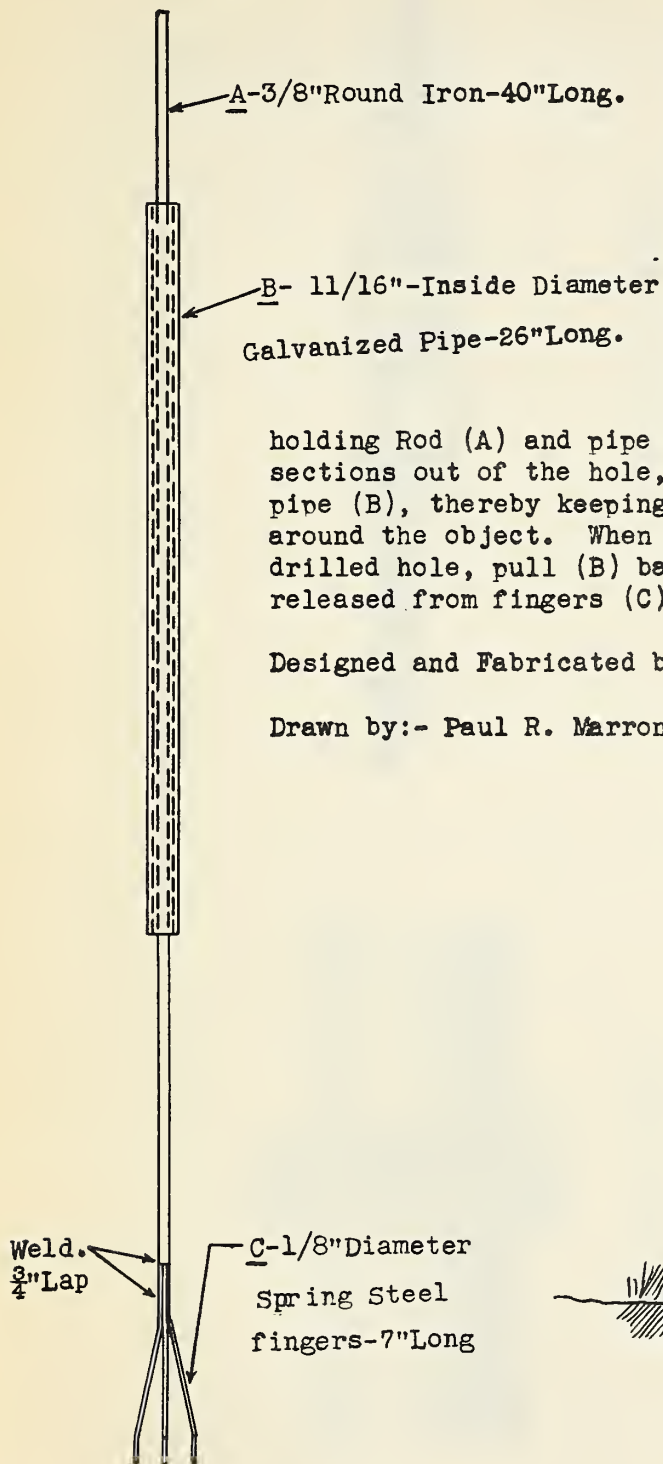 A-3/8"Round Iron-40"Long.
B- 11/16"-Inside Diameter
Galvanized Pipe-26"Long.
holding Rod (A) and pipe
sections out of the hole,
pipe (B), thereby keeping
around the object. When
drilled hole, pull (B) ba
released from fingers (C)
Designed and Fabricated b
Drawn by:- Paul R. Marron
Weld.
¾"Lap
C-1/8"Diameter
Spring Steel
fingers-7"Long